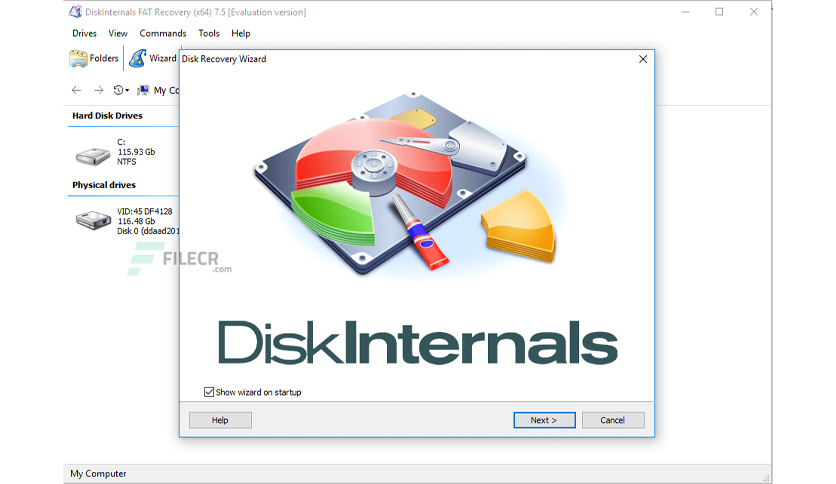 DiskInternals FAT Recovery (x64) 7.5 [Evaluation version]
Drives View Commands Tools Help
Folders Wizard
My Co
Disk Recovery Wizard
Hard Disk Drives
C:
115.93 Gb
NTFS
Physical drives
VID:45 DF4128
116.48 Gb
Disk 0 (ddaad201
FILECR
.com
DiskInternals
Show wizard on startup
Help Next > Cancel
My Computer